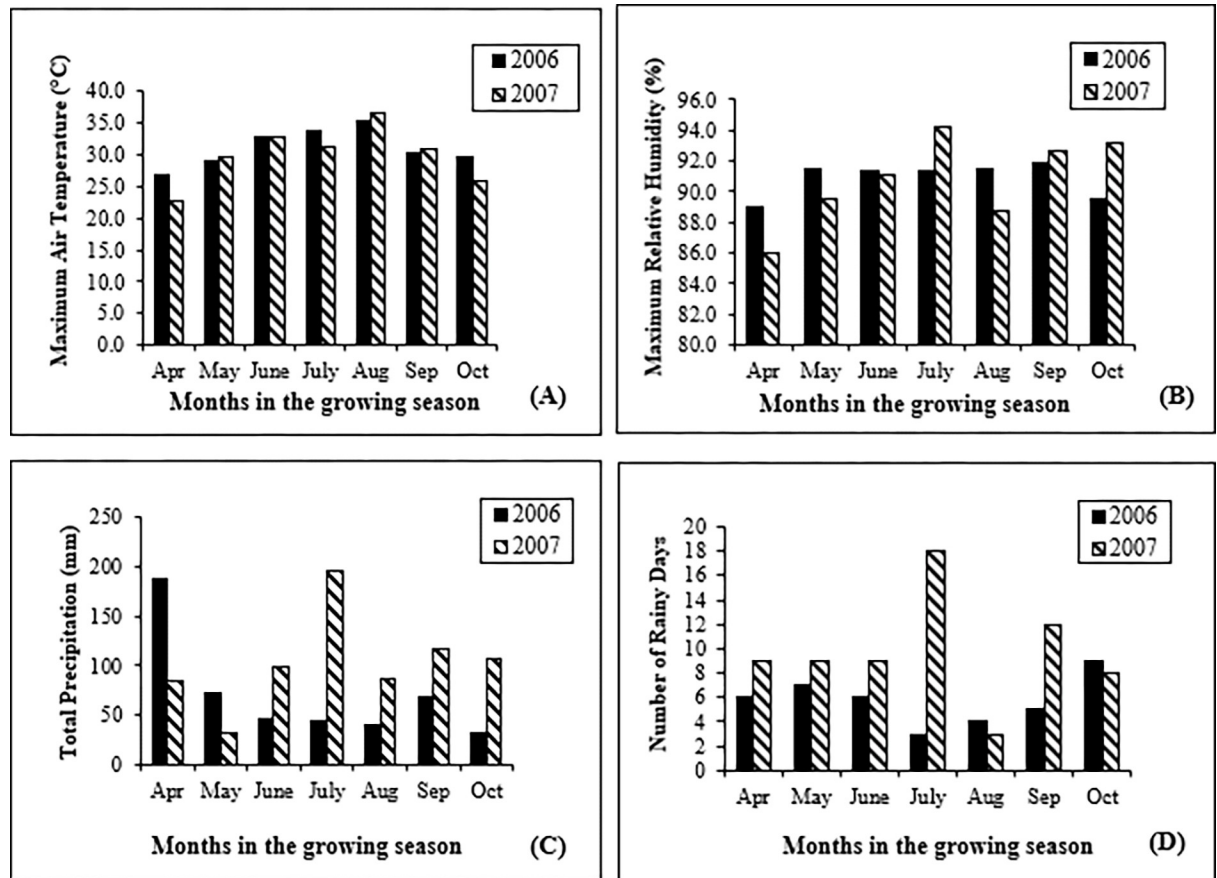 2006
2007
Maximum Air Temperature (°C)
40.0
35.0
30.0
25.0
20.0
15.0
10.0
5.0
0.0
Apr May June July Aug Sep Oct
Months in the growing season
(A)
2006
2007
Maximum Relative Humidity (%)
96.0
94.0
92.0
90.0
88.0
86.0
84.0
82.0
80.0
Apr May June July Aug Sep Oct
Months in the growing season
(B)
2006
2007
Total Precipitation (mm)
250
200
150
100
50
0
Apr May June July Aug Sep Oct
Months in the growing season
(C)
2006
2007
Number of Rainy Days
20
18
16
14
12
10
8
6
4
2
0
Apr May June July Aug Sep Oct
Months in the growing season
(D)